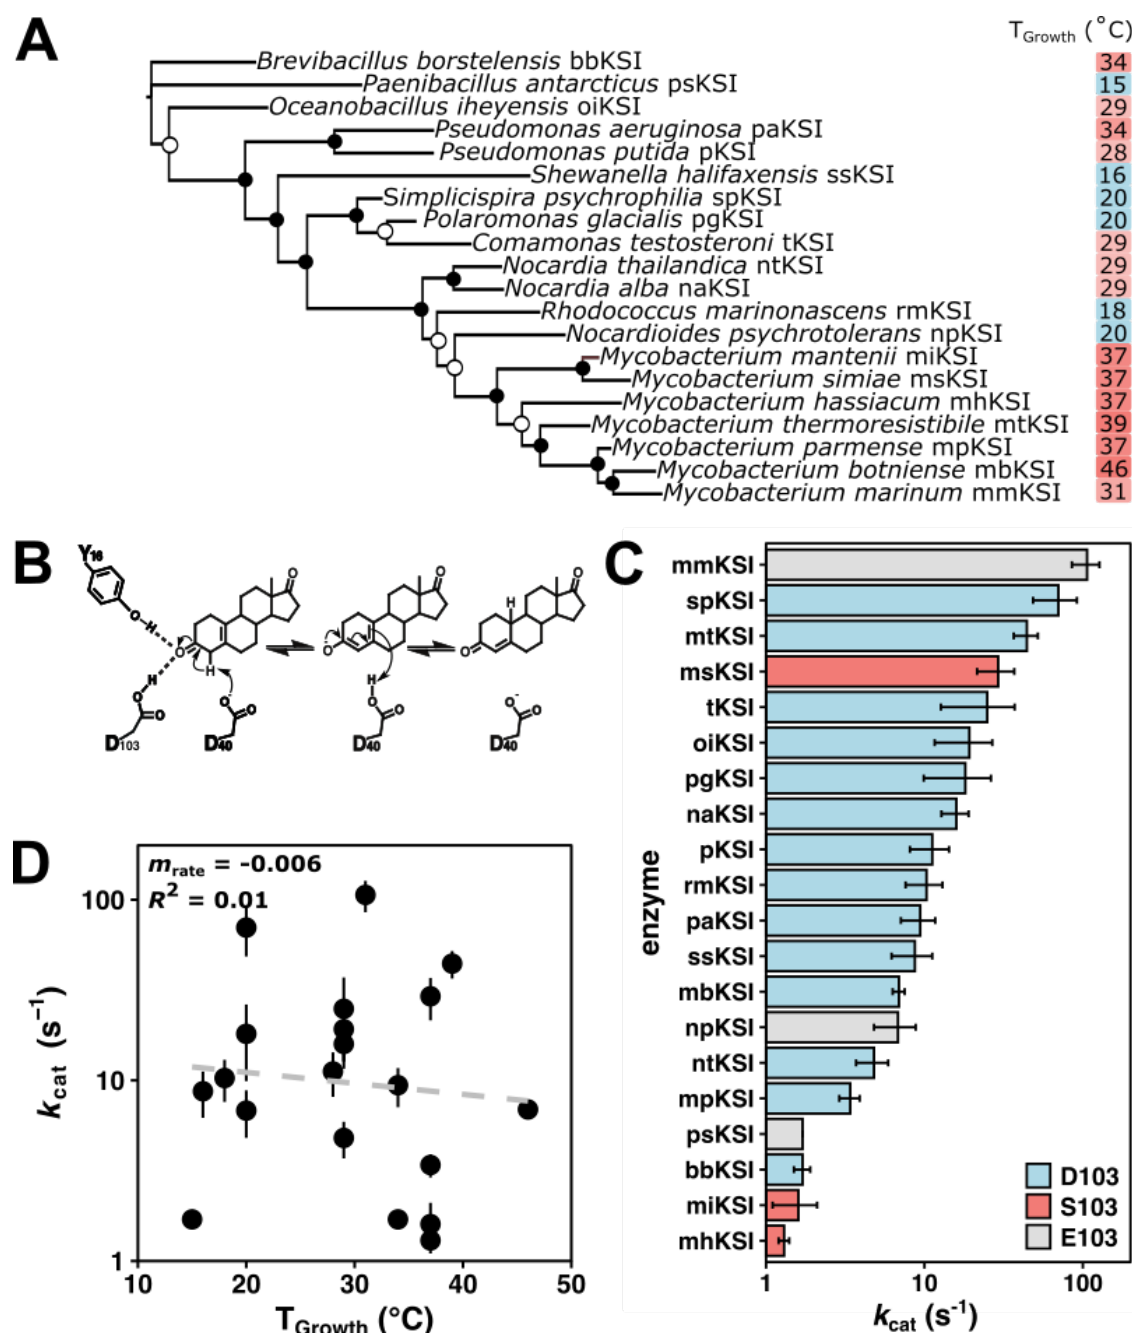 A
T_Growth (°C)
Brevibacillus borstelensis bbKSI 34
Paenibacillus antarcticus psKSI 15
Oceanobacillus iheyensis oiKSI 29
Pseudomonas aeruginosa paKSI 34
Pseudomonas putida pKSI 28
Shewanella halifaxensis ssKSI 16
Simplicispira psychrophilia spKSI 20
Polaromonas glacialis pgKSI 20
Comamonas testosteroni tKSI 29
Nocardia thailandica ntKSI 29
Nocardia alba naKSI 29
Rhodococcus marinonascens rmKSI 18
Nocardioides psychrotolerans npKSI 20
Mycobacterium mantenii miKSI 37
Mycobacterium simiae msKSI 37
Mycobacterium hassiacum mhKSI 37
Mycobacterium thermoresistibile mtKSI 39
Mycobacterium parmense mpKSI 37
Mycobacterium botniense mbKSI 46
Mycobacterium marinum mmKSI 31
B
Y16
O H
O
H
H
O
O
D103
O-
O
D40
O
O-
H
O
O
D40
O
H
O
O-
O
D40
C
enzyme
mmKSI
spKSI
mtKSI
msKSI
tKSI
oiKSI
pgKSI
naKSI
pKSI
rmKSI
paKSI
ssKSI
mbKSI
npKSI
ntKSI
mpKSI
psKSI
bbKSI
miKSI
mhKSI
D103
S103
E103
1 10 100
kcat (s-1)
D
mrate = -0.006
R² = 0.01
kcat (s−1)
100
10
1
10 20 30 40 50
T_Growth (°C)